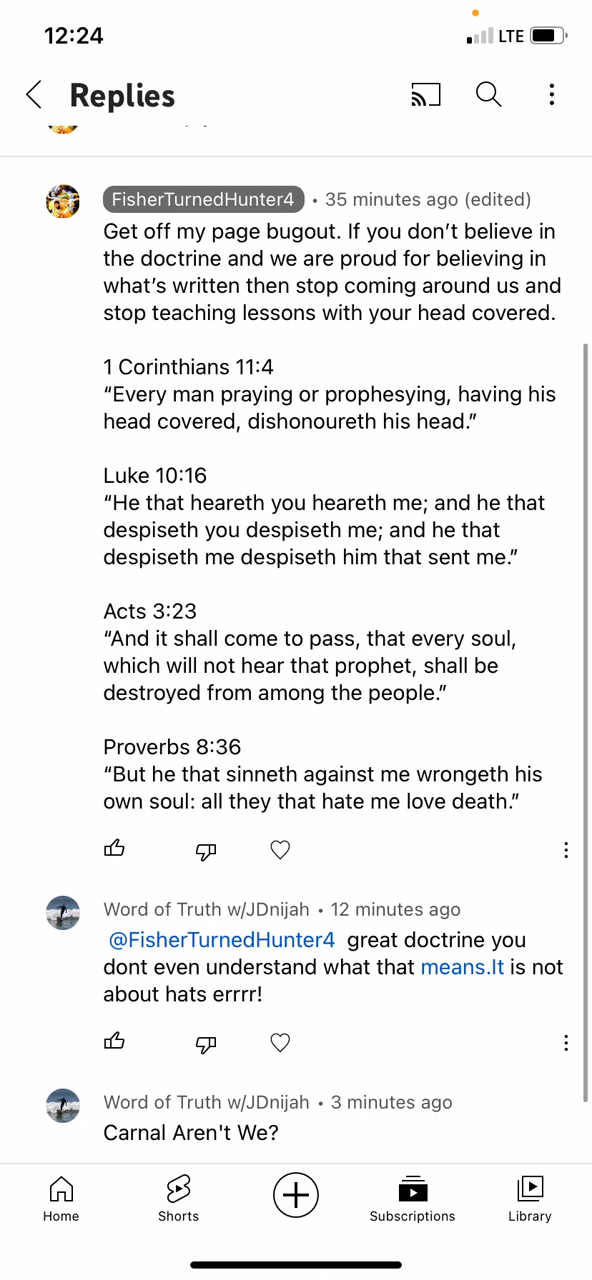 12:24
LTE
Replies
FisherTurnedHunter4 • 35 minutes ago (edited)
Get off my page bugout. If you don’t believe in
the doctrine and we are proud for believing in
what’s written then stop coming around us and
stop teaching lessons with your head covered.
1 Corinthians 11:4
“Every man praying or prophesying, having his
head covered, dishonoureth his head.”
Luke 10:16
“He that heareth you heareth me; and he that
despiseth you despiseth me; and he that
despiseth me despiseth him that sent me.”
Acts 3:23
“And it shall come to pass, that every soul,
which will not hear that prophet, shall be
destroyed from among the people.”
Proverbs 8:36
“But he that sinneth against me wrongeth his
own soul: all they that hate me love death.”
Word of Truth w/JDnijah • 12 minutes ago
@FisherTurnedHunter4 great doctrine you
dont even understand what that means.It is not
about hats errrr!
Word of Truth w/JDnijah • 3 minutes ago
Carnal Aren't We?
Home
Shorts
Subscriptions
Library